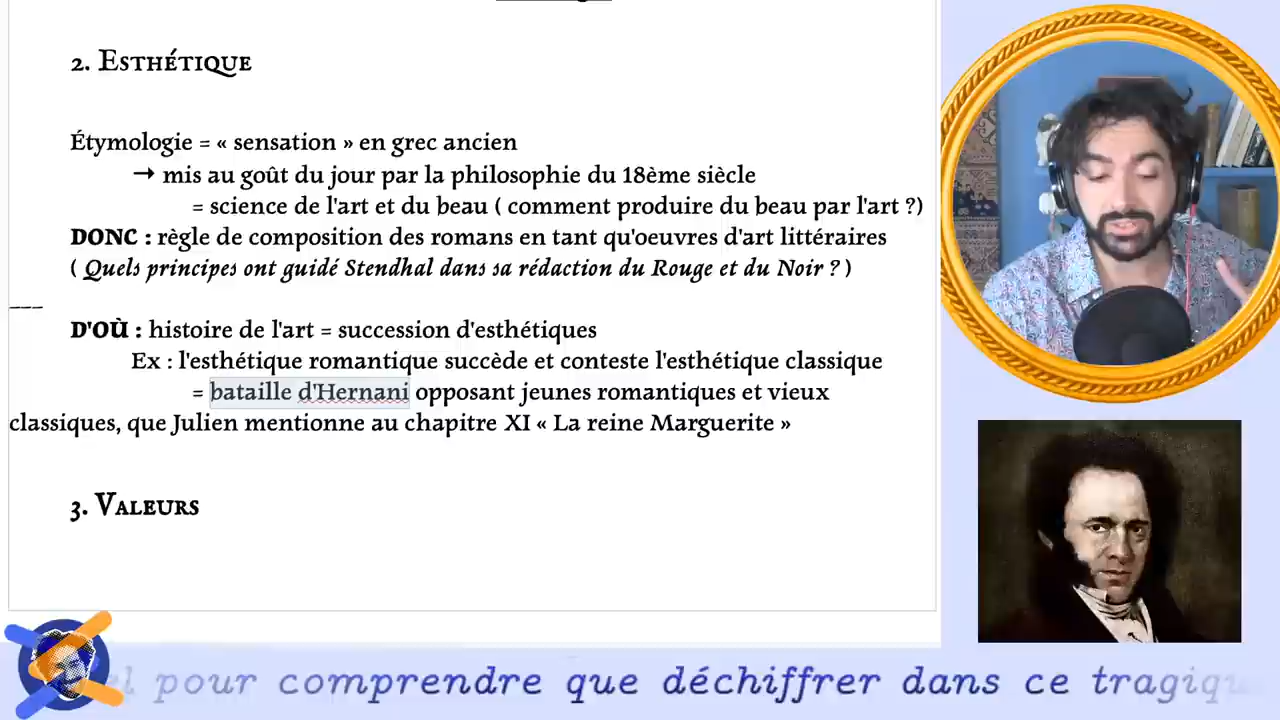 2. Esthétique
Étymologie = « sensation » en grec ancien
→ mis au goût du jour par la philosophie du 18ème siècle
= science de l'art et du beau ( comment produire du beau par l'art ?)
DONC : règle de composition des romans en tant qu'oeuvres d'art littéraires
( Quels principes ont guidé Stendhal dans sa rédaction du Rouge et du Noir ? )
D'OÙ : histoire de l'art = succession d'esthétiques
Ex : l'esthétique romantique succède et conteste l'esthétique classique
= bataille d'Hernani opposant jeunes romantiques et vieux
classiques, que Julien mentionne au chapitre XI « La reine Marguerite »
3. Valeurs
pour comprendre que déchiffrer dans ce